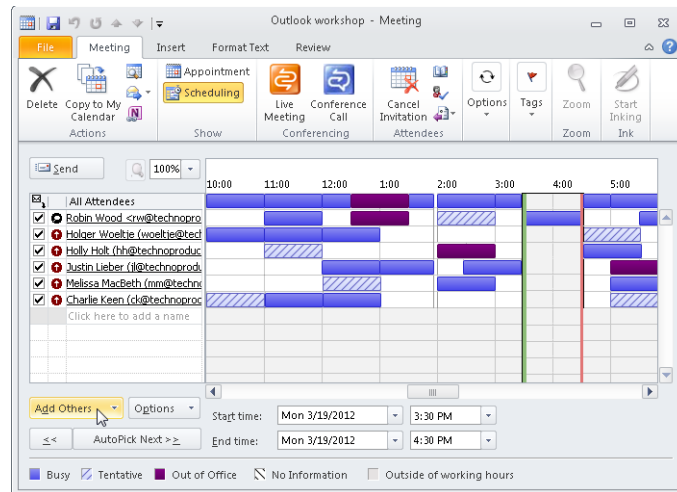 Outlook workshop - Meeting
File Meeting Insert Format Text Review
Delete Copy to My Calendar
Appointment
Scheduling
Live Meeting
Conference Call
Cancel Invitation
Options
Tags
Zoom
Start Inking
Actions Show Conferencing Attendees Zoom Ink
Send 100%
10:00 11:00 12:00 1:00 2:00 3:00 4:00 5:00
All Attendees
Robin Wood <rw@technopro
Holger Woeltje (woeltje@tech
Holly Holt (hh@technoproduc
Justin Lieber (jl@technoprodu
Melissa MacBeth (mm@techno
Charlie Keen (ck@technoproc
Click here to add a name
Add Others Options
Start time: Mon 3/19/2012 3:30 PM
<< AutoPick Next >>
End time: Mon 3/19/2012 4:30 PM
Busy Tentative Out of Office No Information Outside of working hours